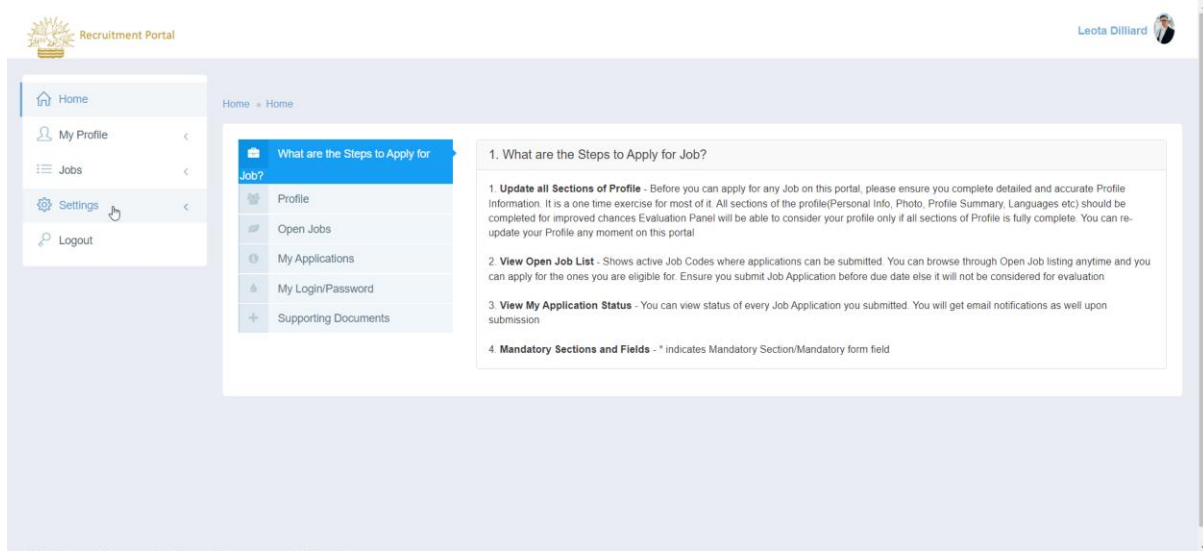 Recruitment Portal
Leota Dilliard
Home
My Profile
Jobs
Settings
Logout
Home » Home
What are the Steps to Apply for
Job?
Profile
Open Jobs
My Applications
My Login/Password
Supporting Documents
1. What are the Steps to Apply for Job?
1. Update all Sections of Profile - Before you can apply for any Job on this portal, please ensure you complete detailed and accurate Profile
Information. It is a one time exercise for most of it. All sections of the profile(Personal Info, Photo, Profile Summary, Languages etc) should be
completed for improved chances Evaluation Panel will be able to consider your profile only if all sections of Profile is fully complete. You can re-
update your Profile any moment on this portal
2. View Open Job List - Shows active Job Codes where applications can be submitted. You can browse through Open Job listing anytime and you
can apply for the ones you are eligible for. Ensure you submit Job Application before due date else it will not be considered for evaluation
3. View My Application Status - You can view status of every Job Application you submitted. You will get email notifications as well upon
submission
4. Mandatory Sections and Fields - * indicates Mandatory Section/Mandatory form field